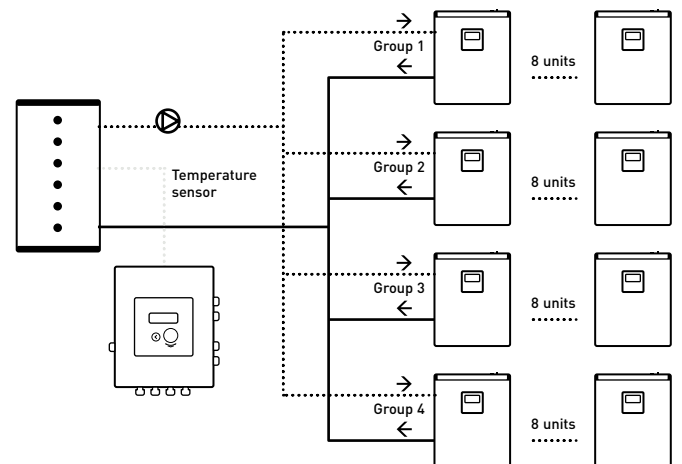 Group 1
8 units
Group 2
8 units
Temperature
sensor
Group 3
8 units
Group 4
8 units